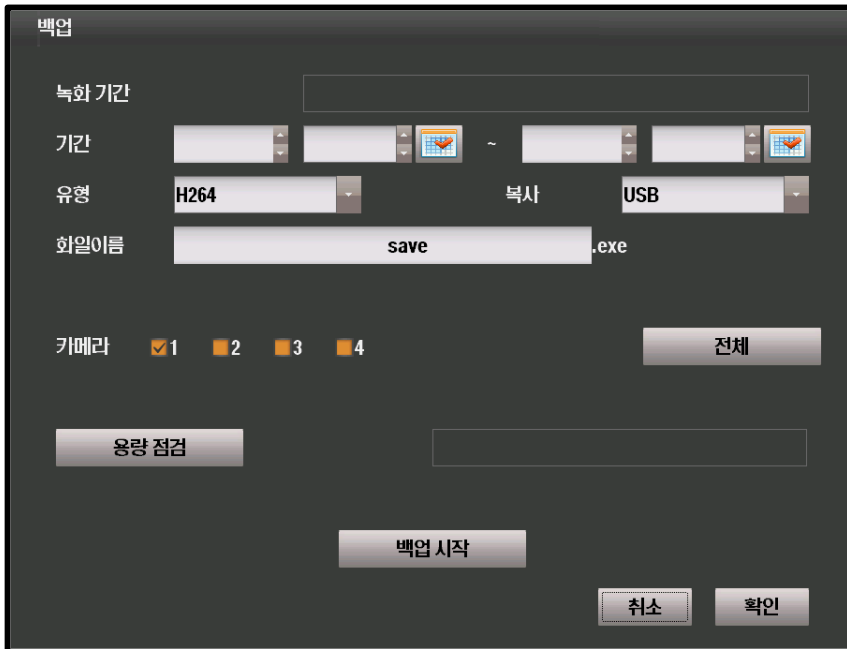 백업
녹화 기간
기간 ~
유형 H264 복사 USB
화일이름 save .exe
카메라 1 2 3 4 전체
용량 점검
백업 시작
취소 확인